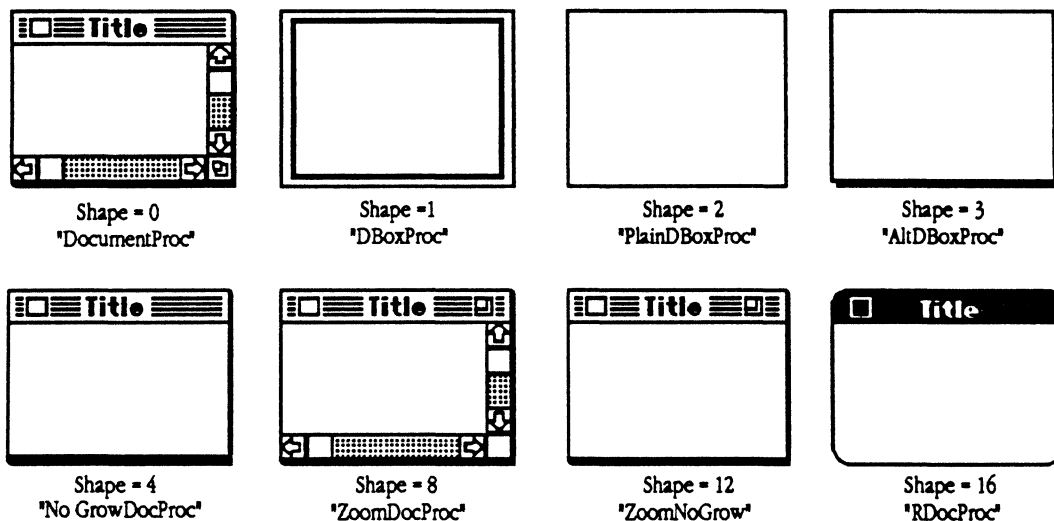 Title
Shape = 0
"DocumentProc"
Shape =1
"DBoxProc"
Shape = 2
"PlainDBoxProc"
Shape = 3
"AltDBoxProc"
Title
Title
Title
Title
Shape = 4
"No GrowDocProc"
Shape = 8
"ZoomDocProc"
Shape = 12
"ZoomNoGrow"
Shape = 16
"RDocProc"